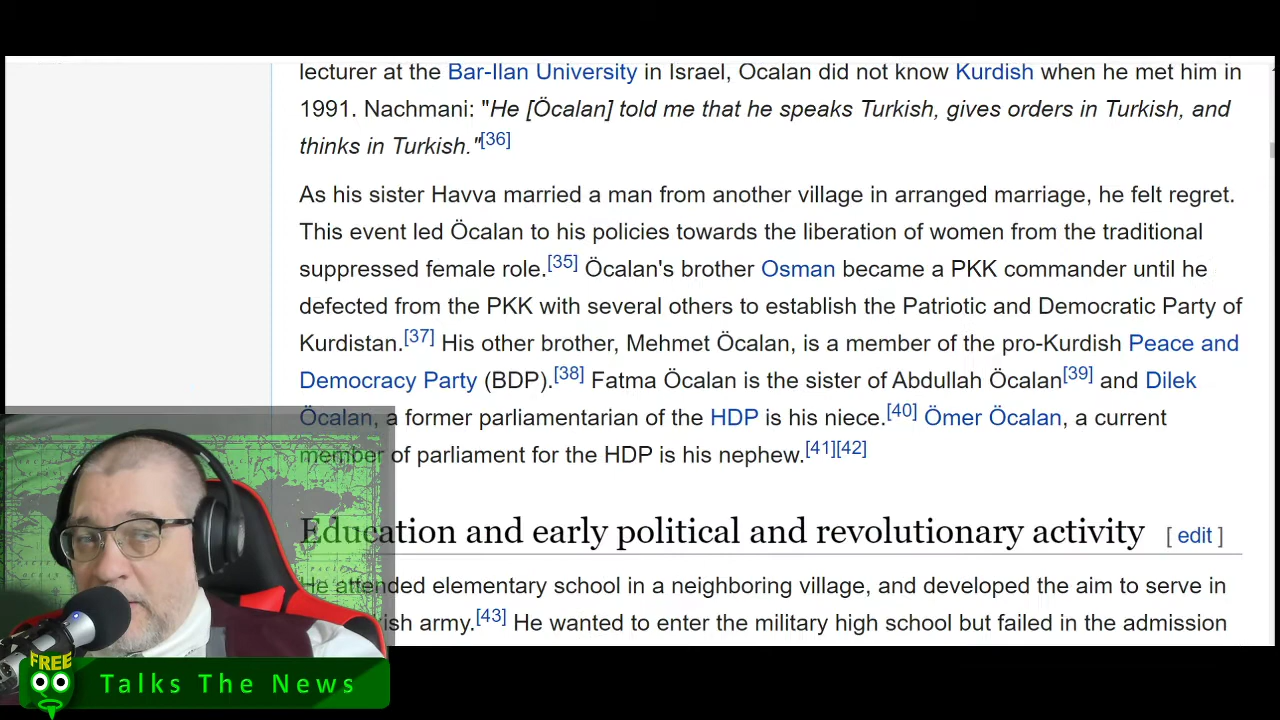 lecturer at the Bar-Ilan University in Israel, Öcalan did not know Kurdish when he met him in
1991. Nachmani: "He [Öcalan] told me that he speaks Turkish, gives orders in Turkish, and
thinks in Turkish."[36]
As his sister Havva married a man from another village in arranged marriage, he felt regret.
This event led Öcalan to his policies towards the liberation of women from the traditional
suppressed female role.[35] Öcalan's brother Osman became a PKK commander until he
defected from the PKK with several others to establish the Patriotic and Democratic Party of
Kurdistan.[37] His other brother, Mehmet Öcalan, is a member of the pro-Kurdish Peace and
Democracy Party (BDP).[38] Fatma Öcalan is the sister of Abdullah Öcalan[39] and Dilek
Öcalan, a former parliamentarian of the HDP is his niece.[40] Ömer Öcalan, a current
member of parliament for the HDP is his nephew.[41][42]
Education and early political and revolutionary activity [ edit ]
He attended elementary school in a neighboring village, and developed the aim to serve in
ish army.[43] He wanted to enter the military high school but failed in the admission
FREE
Talks The News